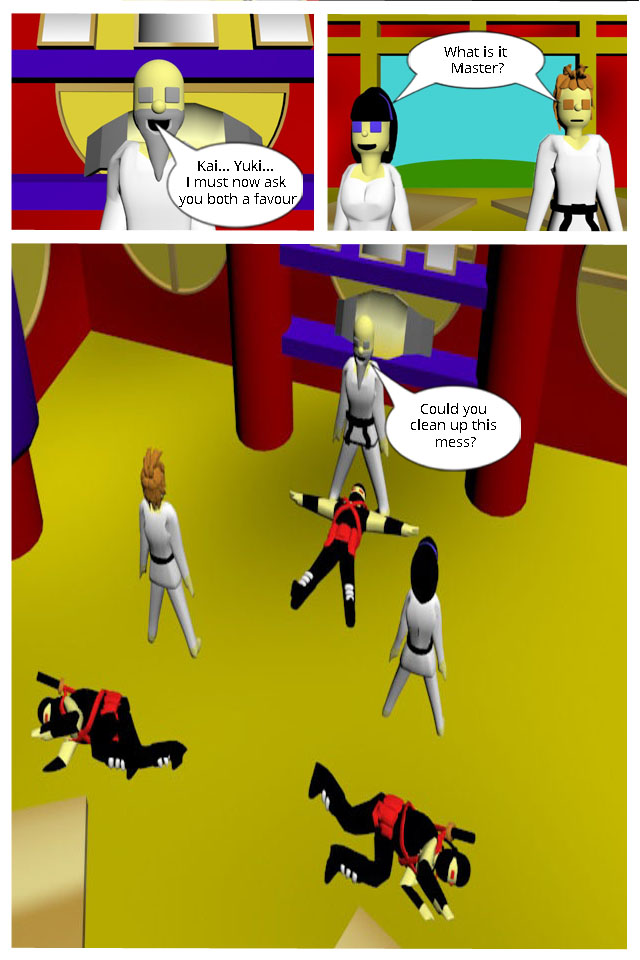 Kai... Yuki...
I must now ask
you both a favour
What is it
Master?
Could you
clean up this
mess?